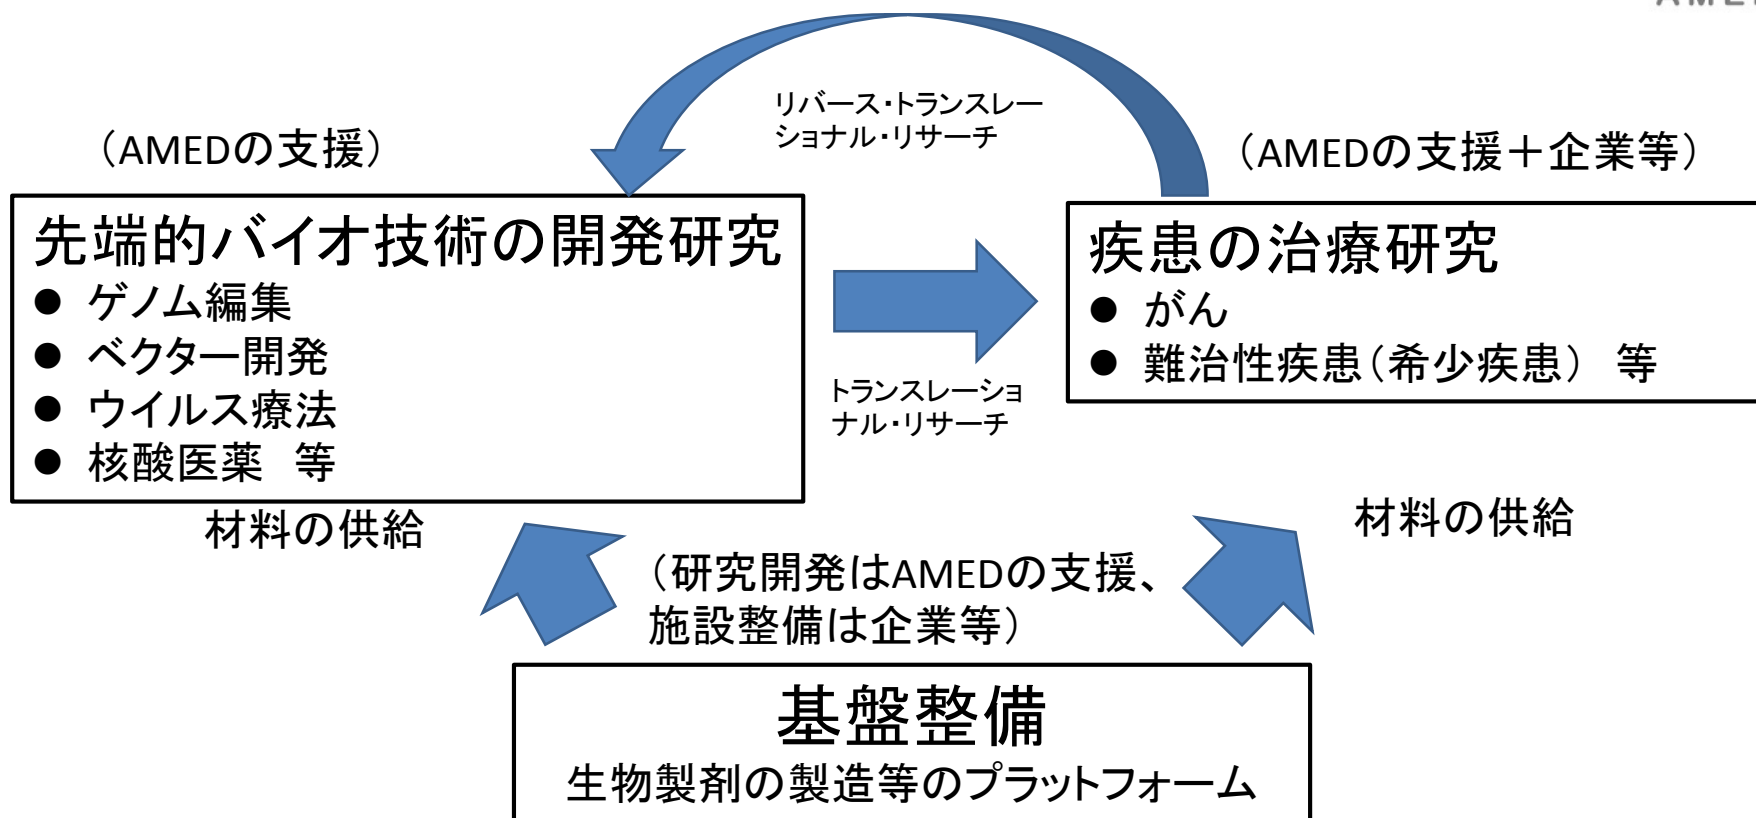 リバース・トランスレー
ショナル・リサーチ
（AMEDの支援）
（AMEDの支援＋企業等）
先端的バイオ技術の開発研究
● ゲノム編集
● ベクター開発
● ウイルス療法
● 核酸医薬　等
疾患の治療研究
● がん
● 難治性疾患（希少疾患）　等
トランスレーショ
ナル・リサーチ
材料の供給
材料の供給
（研究開発はAMEDの支援、
施設整備は企業等）
基盤整備
生物製剤の製造等のプラットフォーム